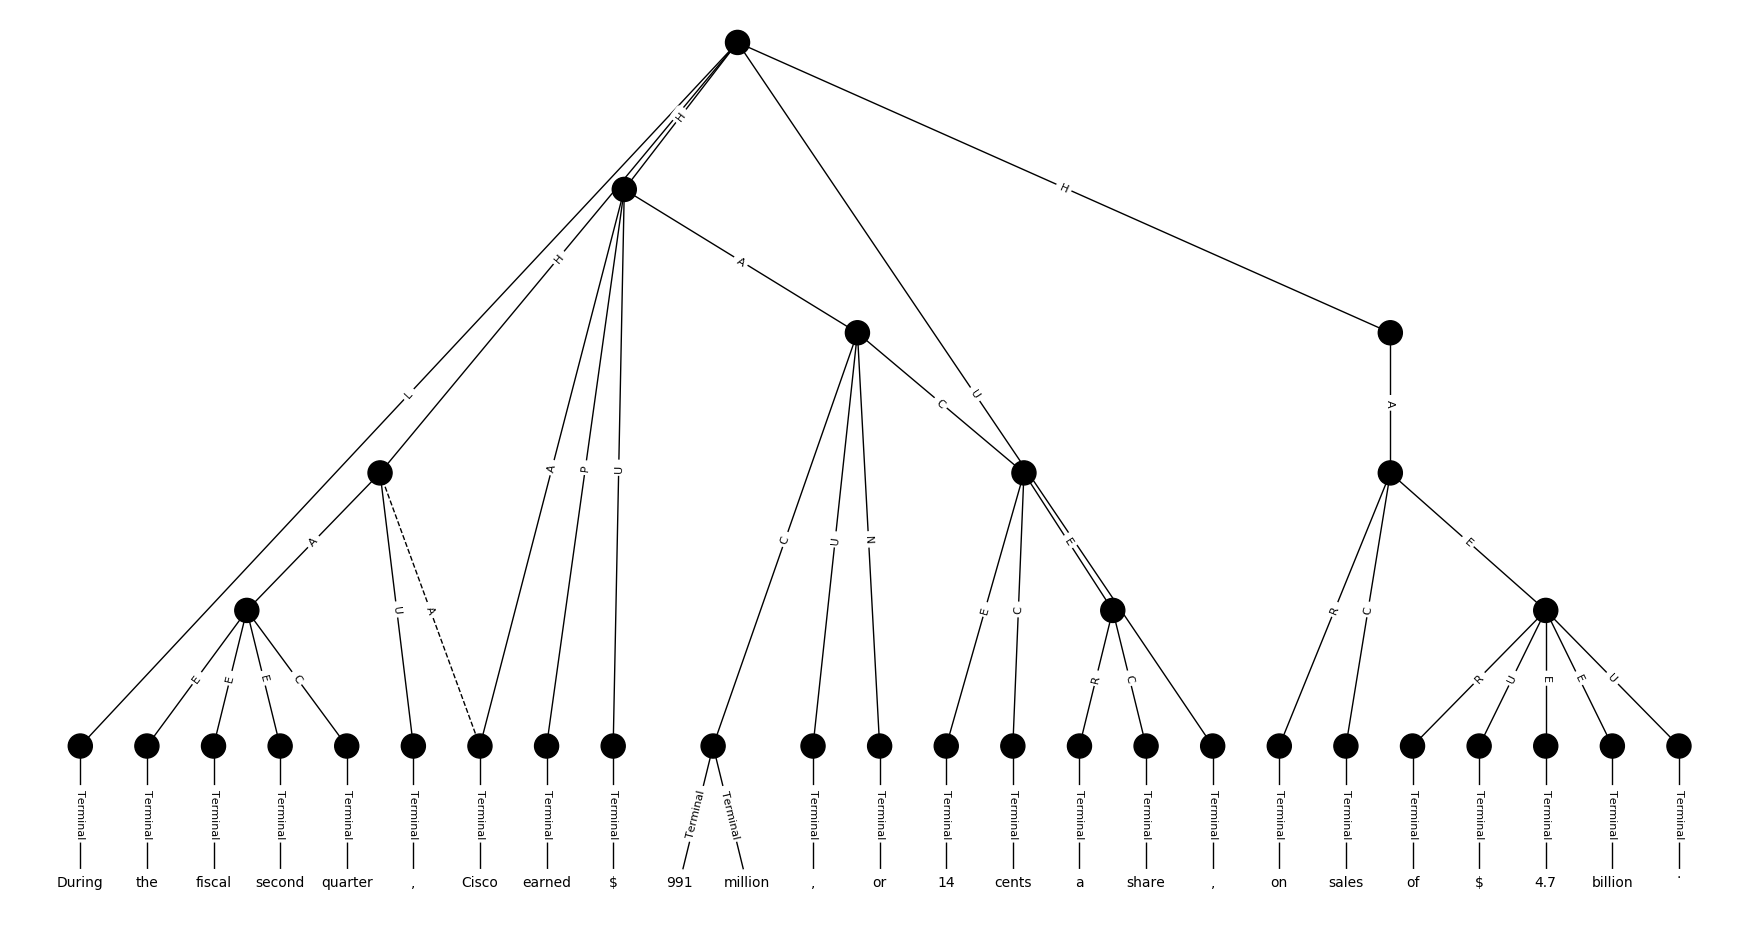 H
H
A
H
L
U
C
A
A
P
U
C
U
N
A
E
E
U
A
E
C
R
C
E
E
E
C
R
C
R
U
E
E
U
Terminal Terminal Terminal Terminal Terminal Terminal Terminal Terminal Terminal Terminal Terminal Terminal Terminal Terminal Terminal Terminal Terminal Terminal Terminal Terminal Terminal Terminal Terminal Terminal Terminal
During the fiscal second quarter , Cisco earned $ 991 million , or 14 cents a share , on sales of $ 4.7 billion .